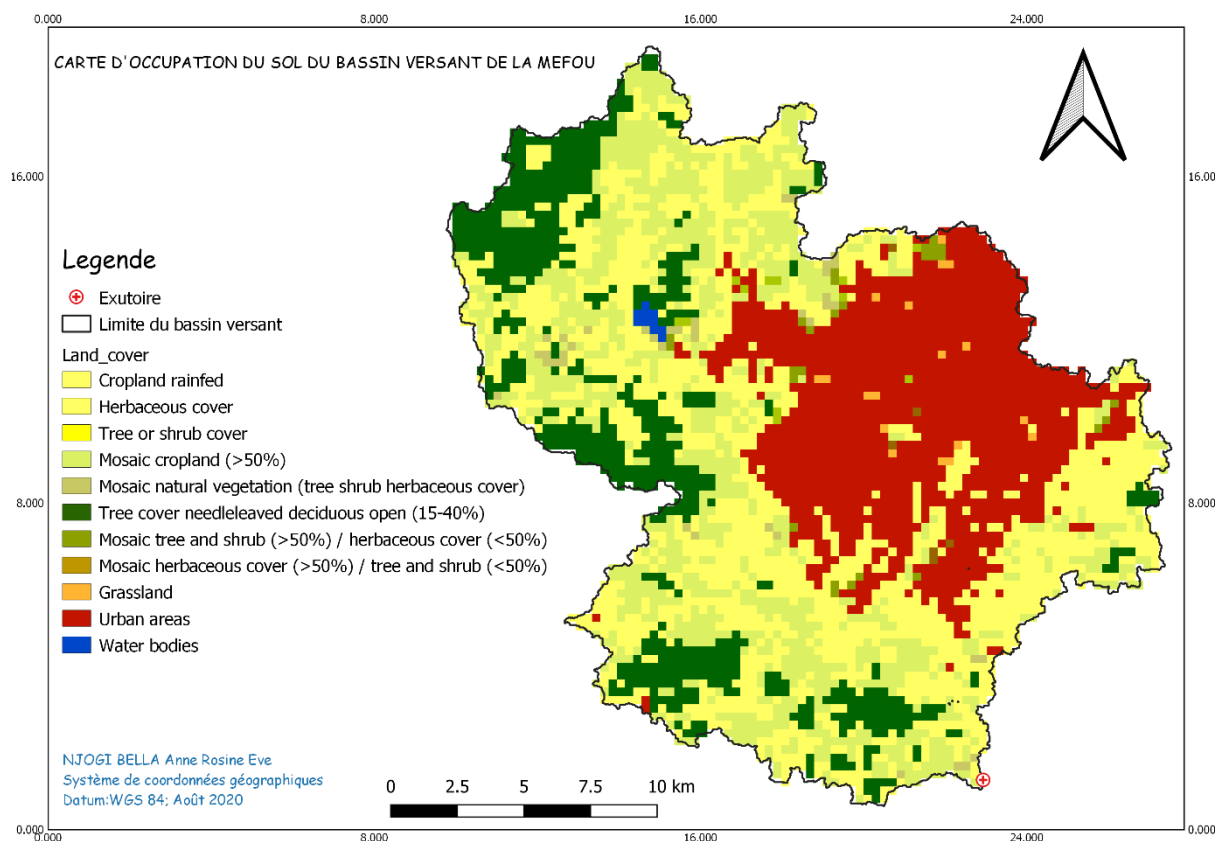 0.000 16.000 24.000
CARTE D'OCCUPATION DU SOL DU BASSIN VERSANT DE LA MEFOU
16.000 16.000
Legende
Exutoire
Limite du bassin versant
Land_cover
Cropland rainfed
Herbaceous cover
Tree or shrub cover
Mosaic cropland (>50%)
Mosaic natural vegetation (tree shrub herbaceous cover)
Tree cover needleleaved deciduous open (15-40%)
Mosaic tree and shrub (>50%) / herbaceous cover (<50%)
Mosaic herbaceous cover (>50%) / tree and shrub (<50%)
Grassland
Urban areas
Water bodies
8.000 8.000
NJOGI BELLA Anne Rosine Eve
Système de coordonnées géographiques
Datum:WGS 84; Août 2020
0 2.5 5 7.5 10 km
0.000 0.000
0.000 8.000 16.000 24.000